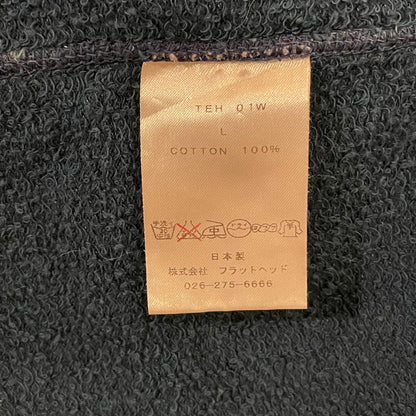 TEH 01W
L
COTTON 100%
中
日本製
株式会社 フラットヘッド
026-275-6666